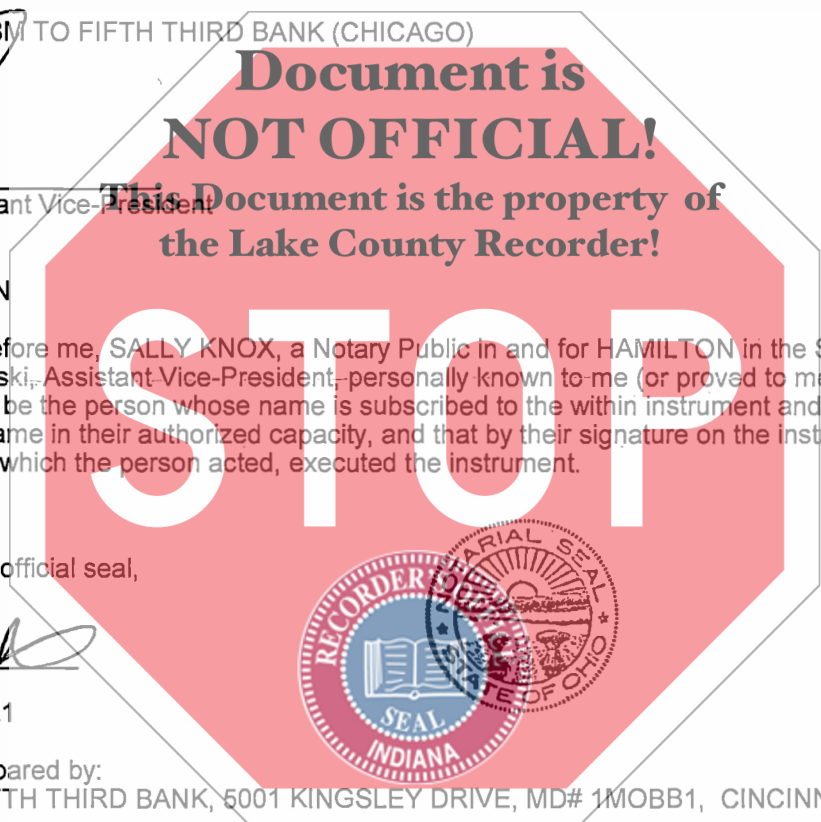 BM TO FIFTH THIRD BANK (CHICAGO)
Document is
NOT OFFICIAL!
This Document is the property of
ant Vice-President
the Lake County Recorder!
N
STOP
efore me, SALLY KNOX, a Notary Public in and for HAMILTON in the S
ski, Assistant Vice-President, personally known to me (or proved to me
be the person whose name is subscribed to the within instrument and
ame in their authorized capacity, and that by their signature on the inst
which the person acted, executed the instrument.
official seal,
ARIAL SEAL
STATE OF OHIO
RECORDER'S OFFICE
SEAL
INDIANA
1
pared by:
TH THIRD BANK, 5001 KINGSLEY DRIVE, MD# 1MOBB1, CINCINN